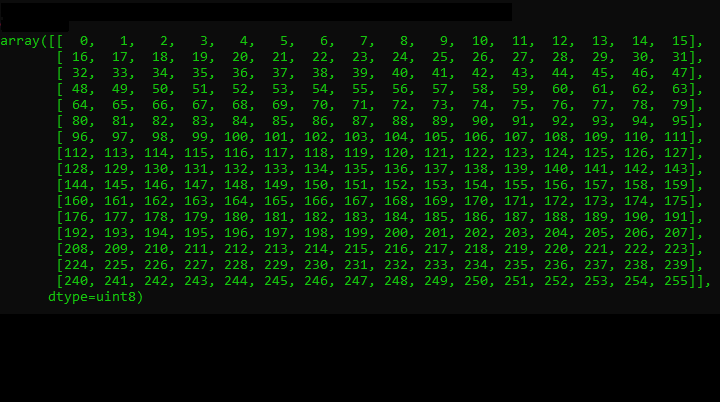 array([[  0,   1,   2,   3,   4,   5,   6,   7,   8,   9,  10,  11,  12,  13,  14,  15],
       [ 16,  17,  18,  19,  20,  21,  22,  23,  24,  25,  26,  27,  28,  29,  30,  31],
       [ 32,  33,  34,  35,  36,  37,  38,  39,  40,  41,  42,  43,  44,  45,  46,  47],
       [ 48,  49,  50,  51,  52,  53,  54,  55,  56,  57,  58,  59,  60,  61,  62,  63],
       [ 64,  65,  66,  67,  68,  69,  70,  71,  72,  73,  74,  75,  76,  77,  78,  79],
       [ 80,  81,  82,  83,  84,  85,  86,  87,  88,  89,  90,  91,  92,  93,  94,  95],
       [ 96,  97,  98,  99, 100, 101, 102, 103, 104, 105, 106, 107, 108, 109, 110, 111],
       [112, 113, 114, 115, 116, 117, 118, 119, 120, 121, 122, 123, 124, 125, 126, 127],
       [128, 129, 130, 131, 132, 133, 134, 135, 136, 137, 138, 139, 140, 141, 142, 143],
       [144, 145, 146, 147, 148, 149, 150, 151, 152, 153, 154, 155, 156, 157, 158, 159],
       [160, 161, 162, 163, 164, 165, 166, 167, 168, 169, 170, 171, 172, 173, 174, 175],
       [176, 177, 178, 179, 180, 181, 182, 183, 184, 185, 186, 187, 188, 189, 190, 191],
       [192, 193, 194, 195, 196, 197, 198, 199, 200, 201, 202, 203, 204, 205, 206, 207],
       [208, 209, 210, 211, 212, 213, 214, 215, 216, 217, 218, 219, 220, 221, 222, 223],
       [224, 225, 226, 227, 228, 229, 230, 231, 232, 233, 234, 235, 236, 237, 238, 239],
       [240, 241, 242, 243, 244, 245, 246, 247, 248, 249, 250, 251, 252, 253, 254, 255]],
      dtype=uint8)